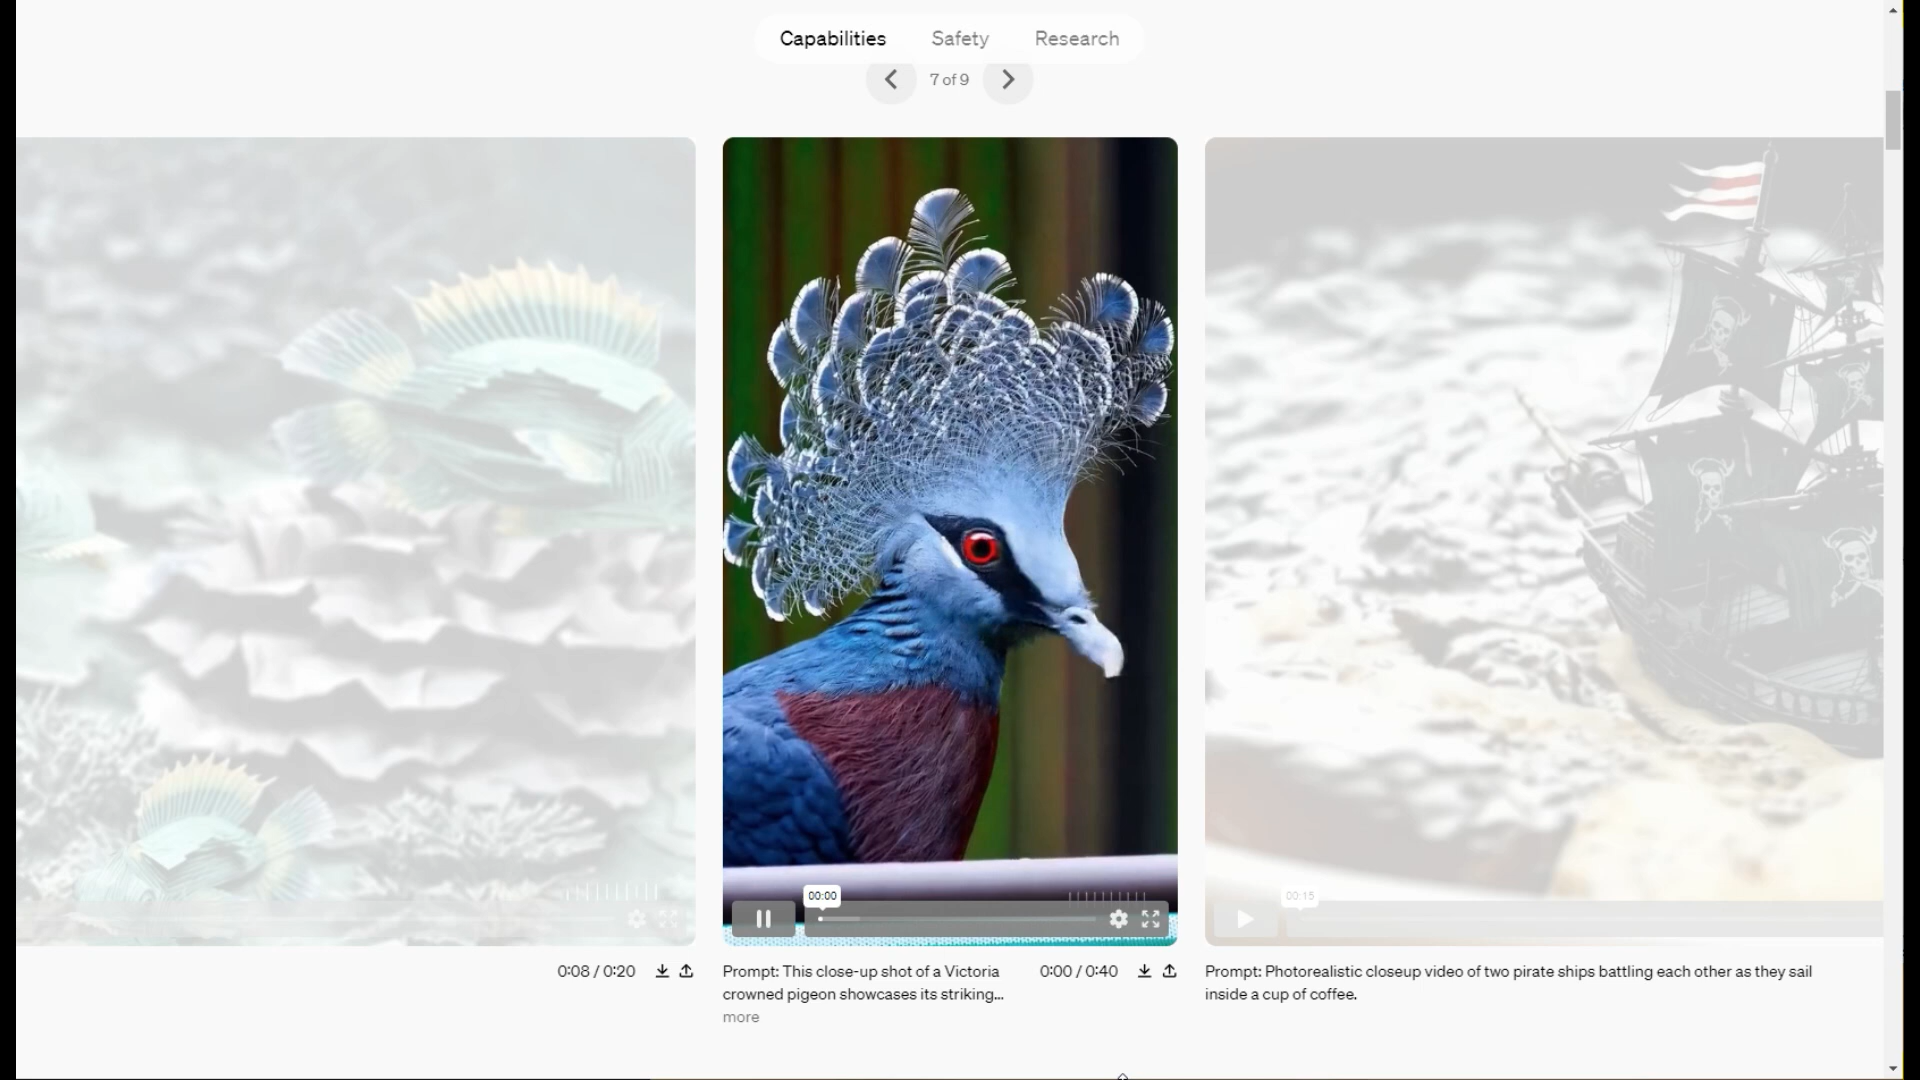 Capabilities Safety Research
7 of 9
00:00
00:15
0:08 / 0:20
Prompt: This close-up shot of a Victoria
crowned pigeon showcases its striking...
more
0:00 / 0:40
Prompt: Photorealistic closeup video of two pirate ships battling each other as they sail
inside a cup of coffee.